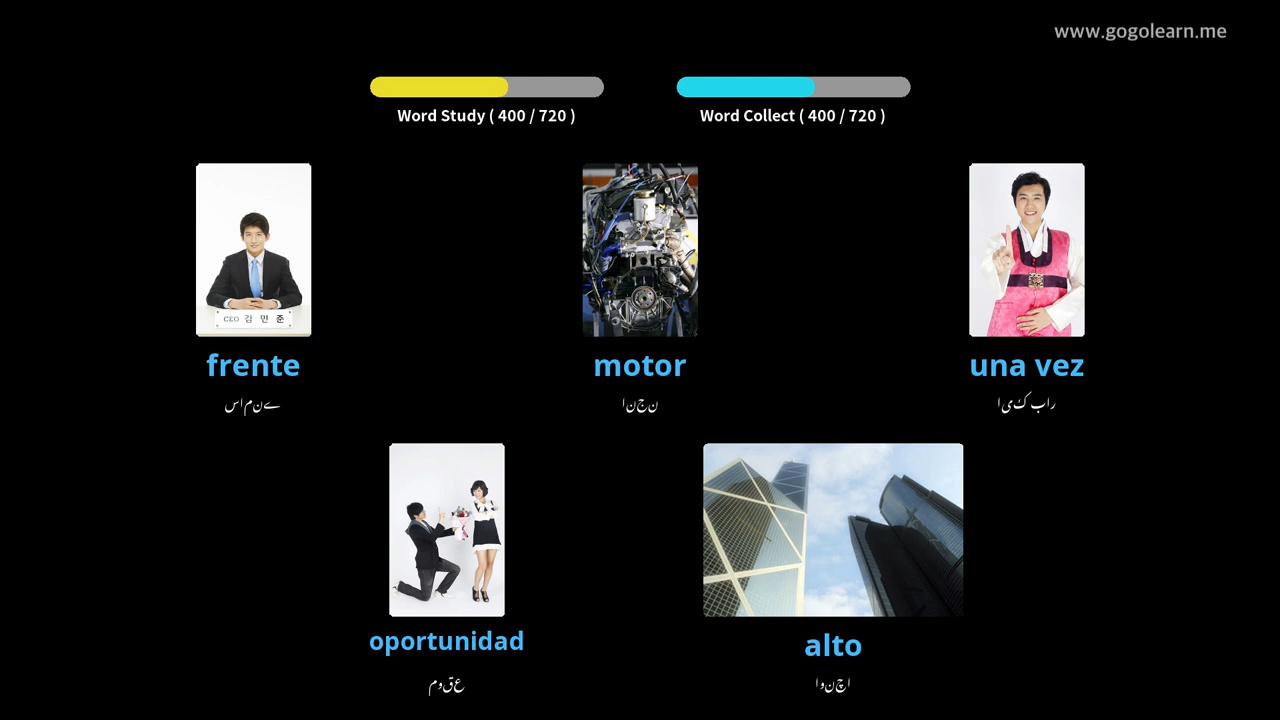 www.gogolearn.me
Word Study ( 400 / 720 )
Word Collect ( 400 / 720 )
CEO 김 민 준
frente
سامنے
motor
انجن
una vez
ایک بار
oportunidad
موقع
alto
اونچا